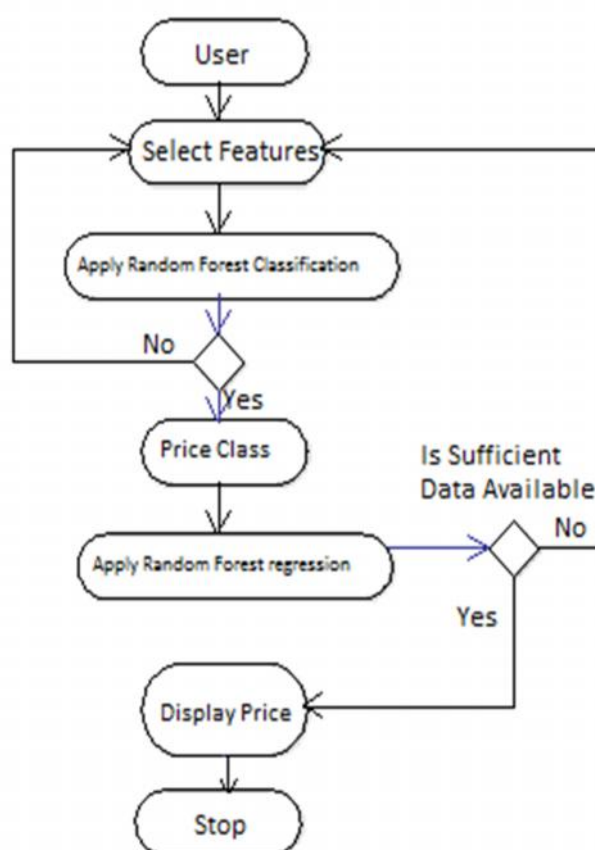 User
Select Features
Apply Random Forest Classification
No
Yes
Price Class
Is Sufficient
Data Available
Apply Random Forest regression
No
Yes
Display Price
Stop